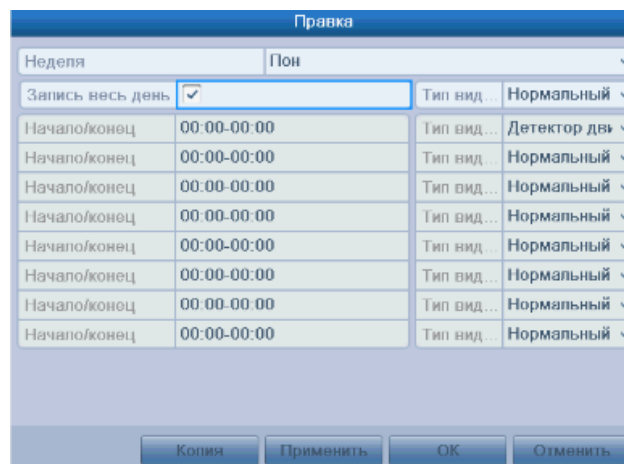 Правка
Неделя Пон
Запись весь день Тип вид... Нормальный
Начало/конец 00:00-00:00 Тип вид... Детектор дви
Начало/конец 00:00-00:00 Тип вид... Нормальный
Начало/конец 00:00-00:00 Тип вид... Нормальный
Начало/конец 00:00-00:00 Тип вид... Нормальный
Начало/конец 00:00-00:00 Тип вид... Нормальный
Начало/конец 00:00-00:00 Тип вид... Нормальный
Начало/конец 00:00-00:00 Тип вид... Нормальный
Начало/конец 00:00-00:00 Тип вид... Нормальный
Копия Применить OK Отменить